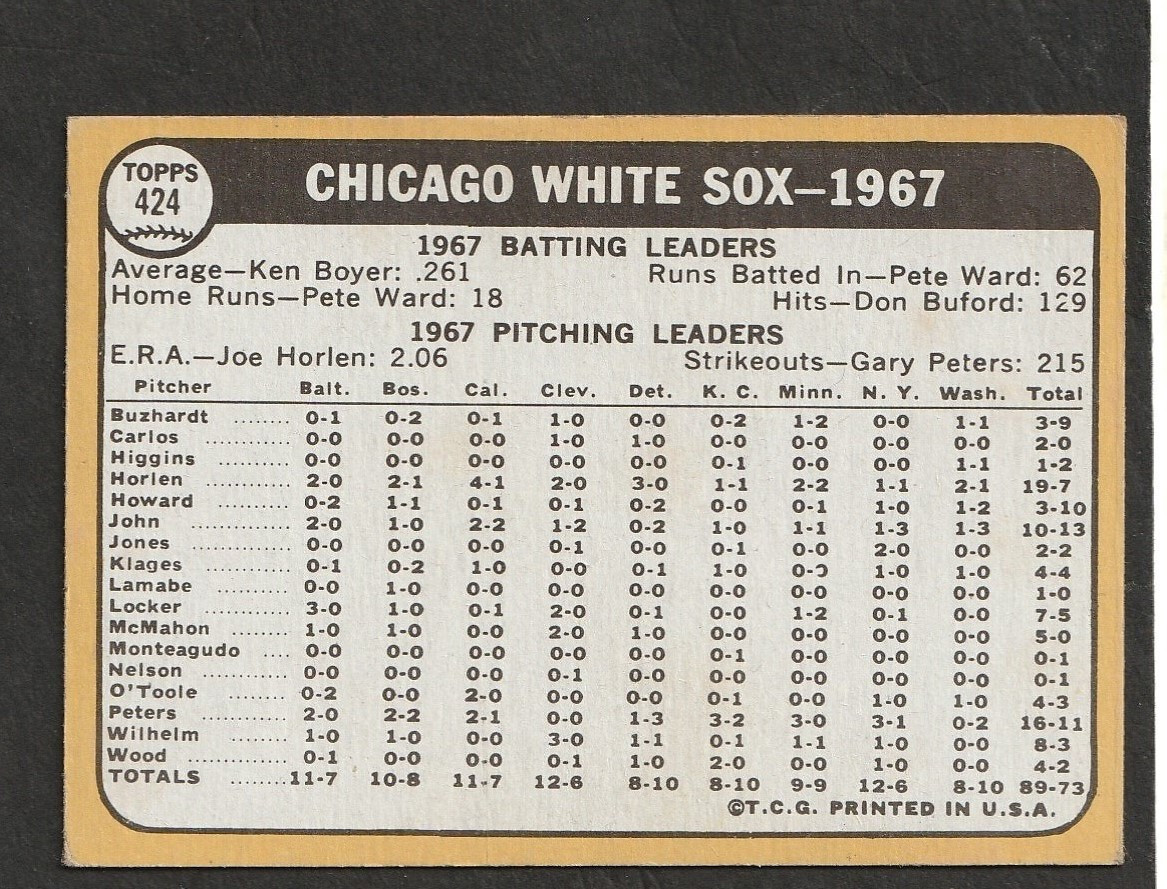 TOPPS
424
CHICAGO WHITE SOX—1967
1967 BATTING LEADERS
Average—Ken Boyer: .261 Runs Batted In—Pete Ward: 62
Home Runs—Pete Ward: 18 Hits—Don Buford: 129
1967 PITCHING LEADERS
E.R.A.—Joe Horlen: 2.06 Strikeouts—Gary Peters: 215
Pitcher Balt. Bos. Cal. Clev. Det. K. C. Minn. N. Y. Wash. Total
Buzhardt ....... 0-1 0-2 0-1 1-0 0-0 0-2 1-2 0-0 1-1 3-9
Carlos .......... 0-0 0-0 0-0 1-0 1-0 0-0 0-0 0-0 0-0 2-0
Higgins ......... 0-0 0-0 0-0 0-0 0-0 0-1 0-0 0-0 1-1 1-2
Horlen .......... 2-0 2-1 4-1 2-0 3-0 1-1 2-2 1-1 2-1 19-7
Howard ......... 0-2 1-1 0-1 0-1 0-2 0-0 0-1 1-0 1-2 3-10
John ............ 2-0 1-0 2-2 1-2 0-2 1-0 1-1 1-3 1-3 10-13
Jones ............ 0-0 0-0 0-0 0-1 0-0 0-1 0-0 2-0 0-0 2-2
Klages .......... 0-1 0-2 1-0 0-0 0-1 1-0 0-0 1-0 1-0 4-4
Lamabe ......... 0-0 1-0 0-0 0-0 0-0 0-0 0-0 0-0 0-0 1-0
Locker .......... 3-0 1-0 0-1 2-0 0-1 0-0 1-2 0-1 0-0 7-5
McMahon ........ 1-0 1-0 0-0 2-0 1-0 0-0 0-0 0-0 0-0 5-0
Monteagudo .... 0-0 0-0 0-0 0-0 0-0 0-1 0-0 0-0 0-0 0-1
Nelson .......... 0-0 0-0 0-0 0-1 0-0 0-0 0-0 0-0 0-0 0-1
O'Toole ........ 0-2 0-0 2-0 0-0 0-0 0-1 0-0 1-0 1-0 4-3
Peters ........... 2-0 2-2 2-1 0-0 1-3 3-2 3-0 3-1 0-2 16-11
Wilhelm ........ 1-0 1-0 0-0 3-0 1-1 0-1 1-1 1-0 0-0 8-3
Wood ............. 0-1 0-0 0-0 0-1 1-0 2-0 0-0 1-0 0-0 4-2
TOTALS ....... 11-7 10-8 11-7 12-6 8-10 8-10 9-9 12-6 8-10 89-73
©T.C.G. PRINTED IN U.S.A.